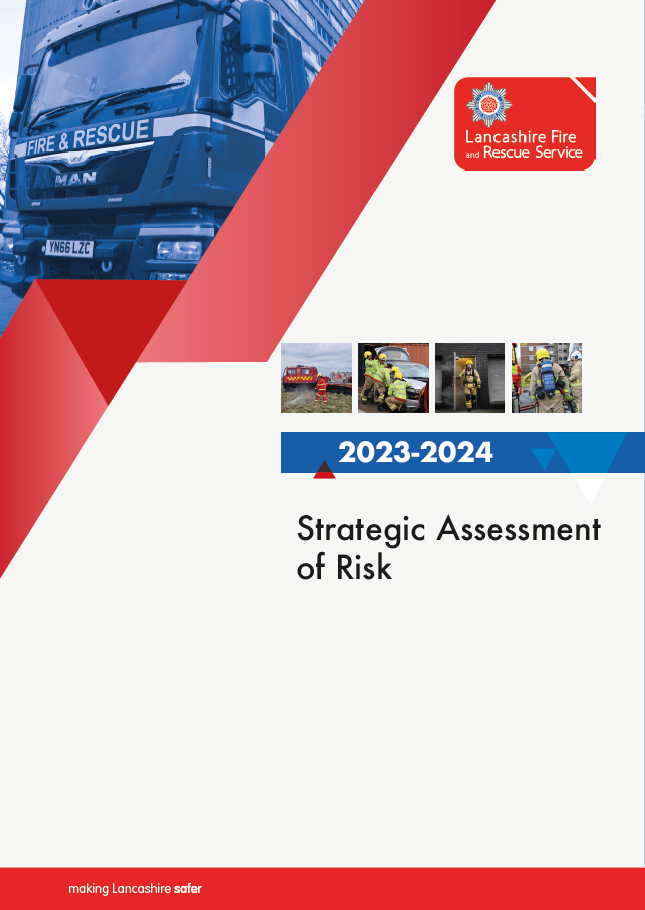 FIRE & RESCUE
MAN
YN66 LZC
Lancashire Fire
and Rescue Service
2023-2024
Strategic Assessment
of Risk
making Lancashire safer